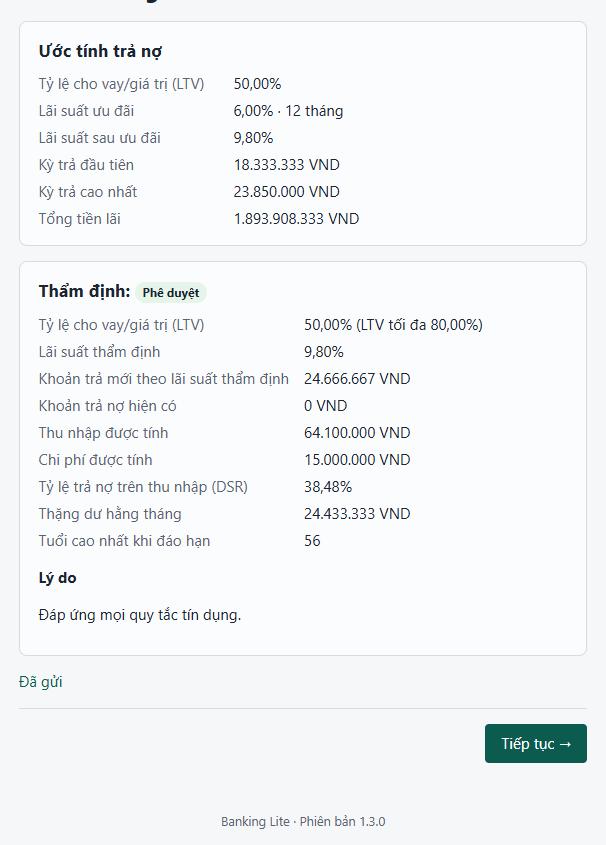 Ước tính trả nợ
Tỷ lệ cho vay/giá trị (LTV) 50,00%
Lãi suất ưu đãi 6,00% · 12 tháng
Lãi suất sau ưu đãi 9,80%
Kỳ trả đầu tiên 18.333.333 VND
Kỳ trả cao nhất 23.850.000 VND
Tổng tiền lãi 1.893.908.333 VND
Thẩm định: Phê duyệt
Tỷ lệ cho vay/giá trị (LTV) 50,00% (LTV tối đa 80,00%)
Lãi suất thẩm định 9,80%
Khoản trả mới theo lãi suất thẩm định 24.666.667 VND
Khoản trả nợ hiện có 0 VND
Thu nhập được tính 64.100.000 VND
Chi phí được tính 15.000.000 VND
Tỷ lệ trả nợ trên thu nhập (DSR) 38,48%
Thặng dư hằng tháng 24.433.333 VND
Tuổi cao nhất khi đáo hạn 56
Lý do
Đáp ứng mọi quy tắc tín dụng.
Đã gửi
Tiếp tục →
Banking Lite · Phiên bản 1.3.0